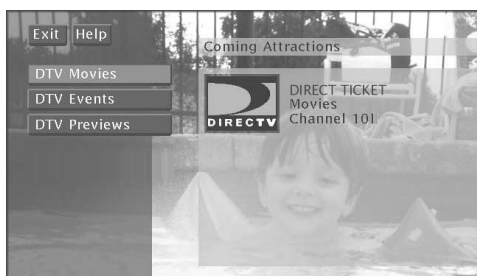 Exit Help
Coming Attractions
DTV Movies
DTV Events
DTV Previews
DIRECTV
DIRECT TICKET
Movies
Channel 101